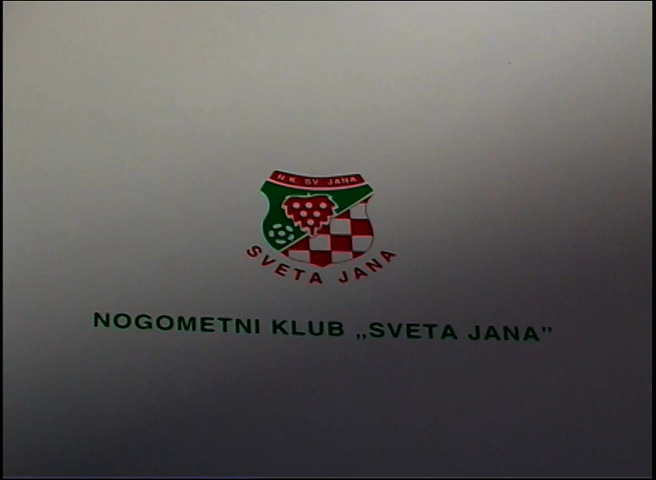 N.K. SV. JANA
SVETA JANA
NOGOMETNI KLUB „SVETA JANA”